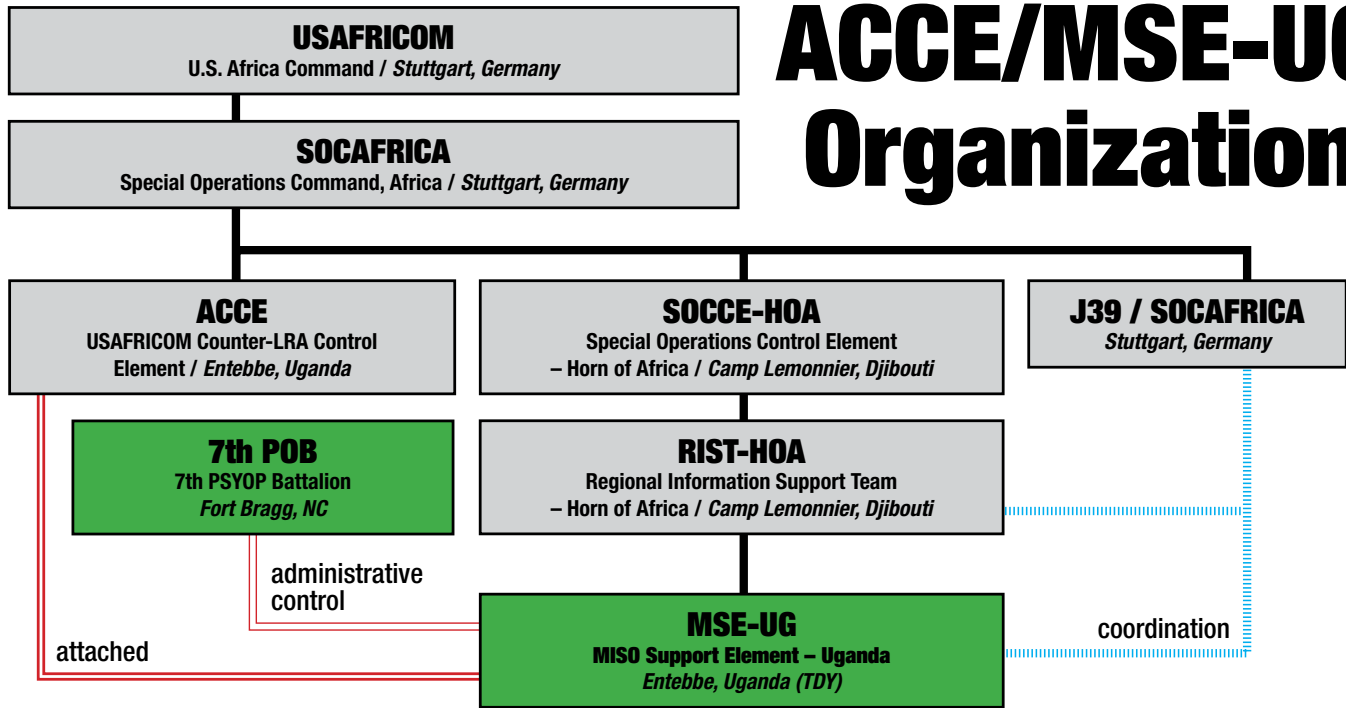 ACCE/MSE-UG
Organization
USAFRICOM
U.S. Africa Command / Stuttgart, Germany
SOCAFRICA
Special Operations Command, Africa / Stuttgart, Germany
ACCE
USAFRICOM Counter-LRA Control
Element / Entebbe, Uganda
SOCCE-HOA
Special Operations Control Element
– Horn of Africa / Camp Lemonnier, Djibouti
J39 / SOCAFRICA
Stuttgart, Germany
7th POB
7th PSYOP Battalion
Fort Bragg, NC
RIST-HOA
Regional Information Support Team
– Horn of Africa / Camp Lemonnier, Djibouti
administrative
control
attached
MSE-UG
MISO Support Element – Uganda
Entebbe, Uganda (TDY)
coordination